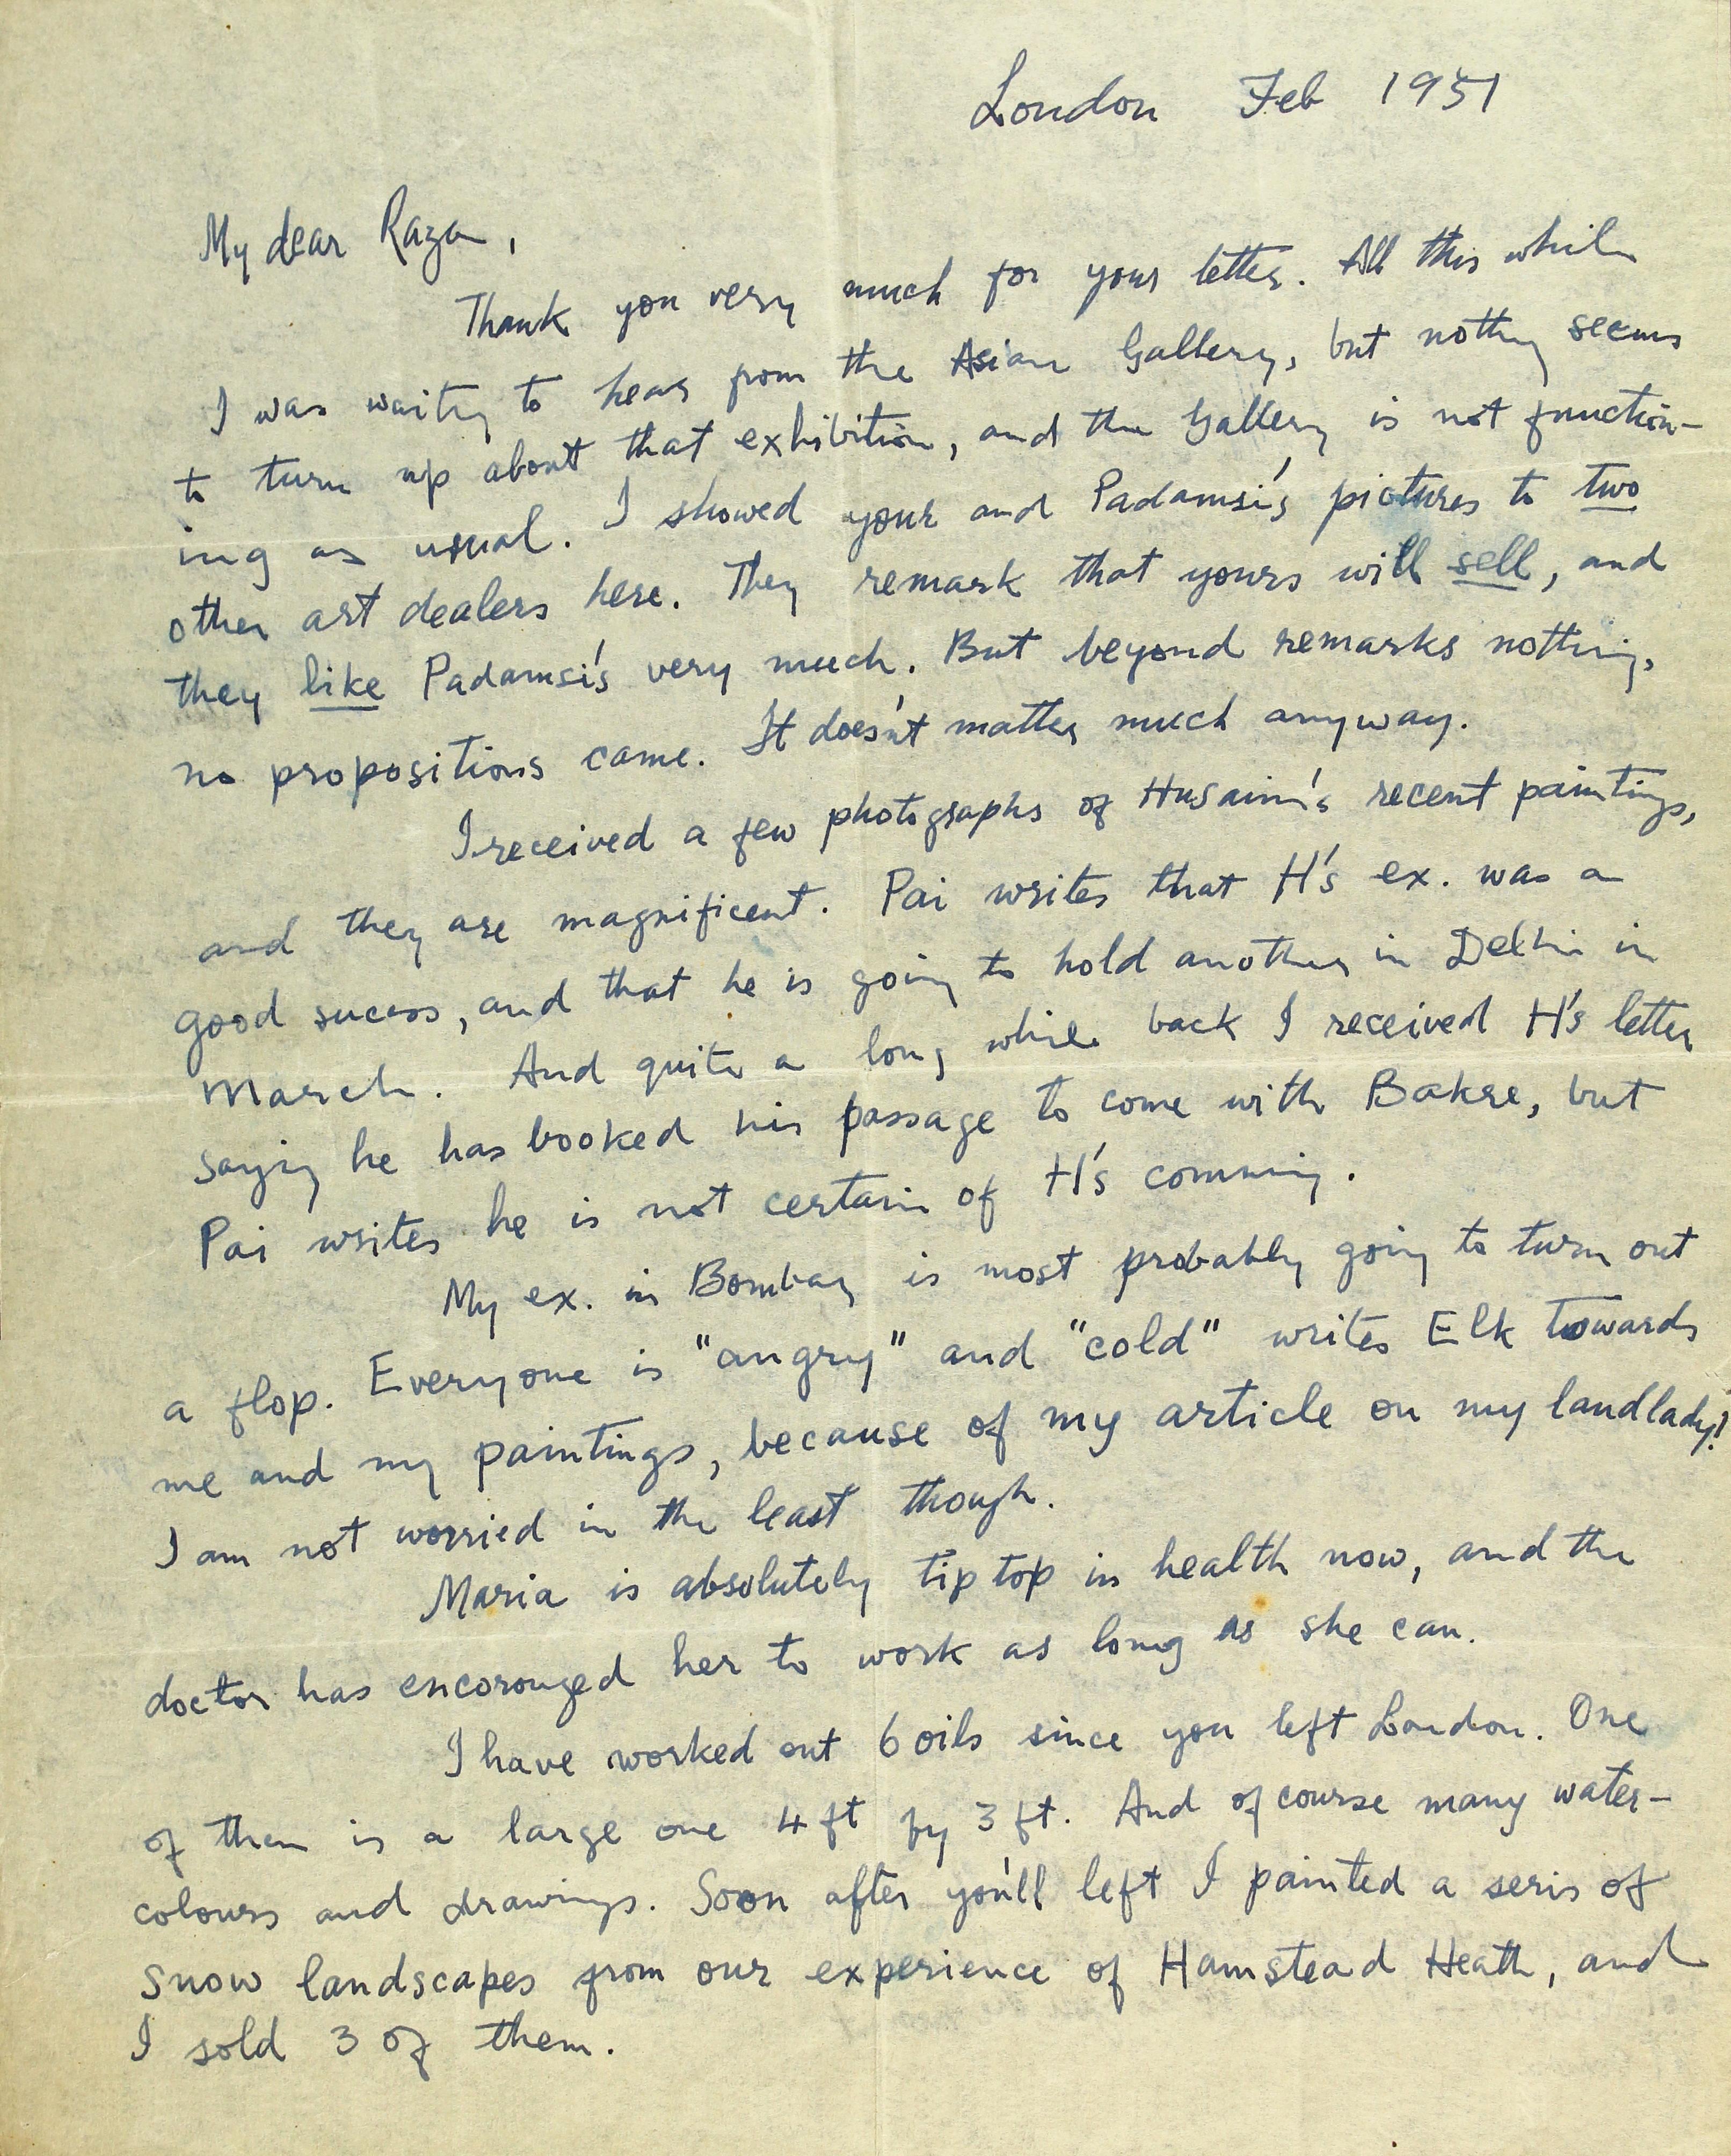 London Feb 1951
My dear Raza,
Thank you very much for your letter. All this while
I was waiting to hear from the Asian Gallery, but nothing seems
to turn up about that exhibition, and the Gallery is not function-
ing as usual. I showed your and Padamsi's pictures to two
other art dealers here. They remark that yours will sell, and
they like Padamsi's very much. But beyond remarks nothing,
no propositions came. It does'nt matter much anyway.
I received a few photographs of Husain's recent paintings,
and they are magnificent. Pai writes that H's ex. was a
good sucess, and that he is going to hold another in Delhi in
March. And quite a long while back I received H's letter
saying he has booked his passage to come with Bakre, but
Pai writes he is not certain of H's comming.
My ex. in Bombay is most probably going to turn out
a flop. Everyone is "angry" and "cold" writes Elk towards
me and my paintings, because of my article on my landlady!
I am not worried in the least though.
Maria is absolutely tip top in health now, and the
doctor has encoraged her to work as long as she can.
I have worked out 6 oils since you left London. One
of them is a large one 4 ft by 3 ft. And of course many water-
colours and drawings. Soon after you'll left I painted a seris of
snow landscapes from our experience of Hamstead Heath, and
I sold 3 of them.